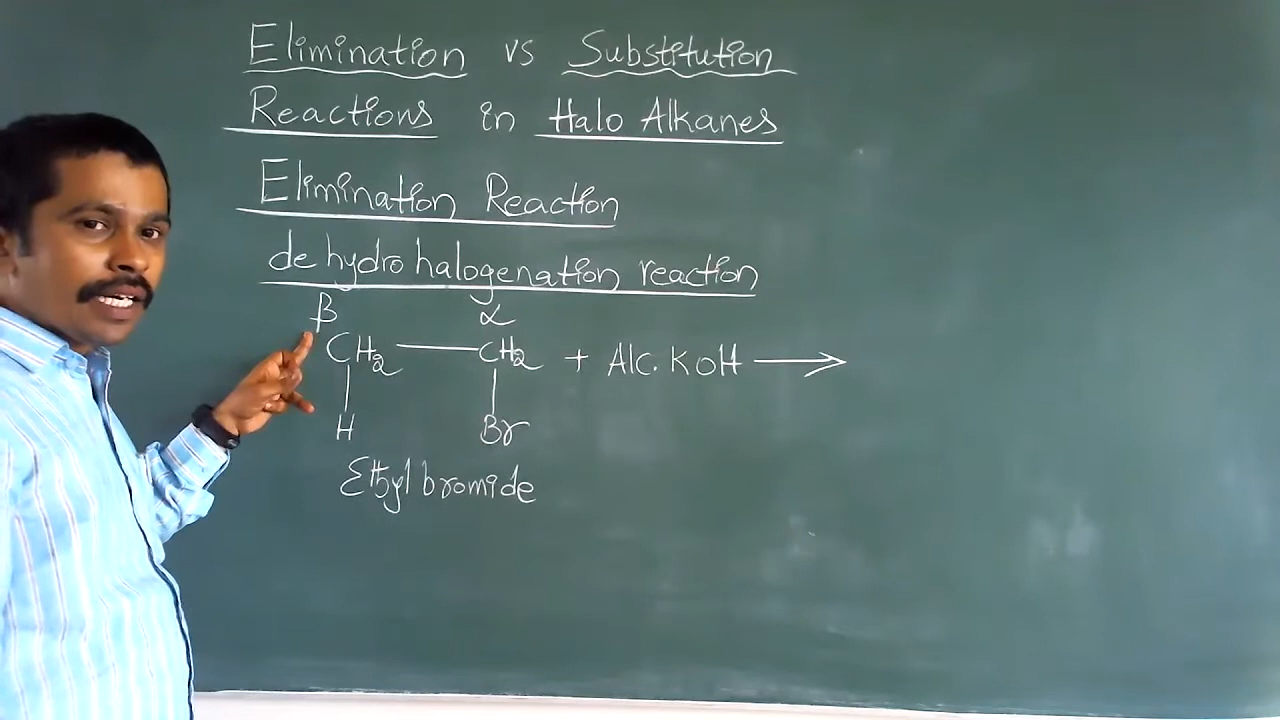 Elimination vs Substitution
Reactions in Halo Alkanes
Elimination Reaction
de hydro halogenation reaction
β α
CH₂ — CH₂ + Alc. KOH →
H Br
Ethyl bromide